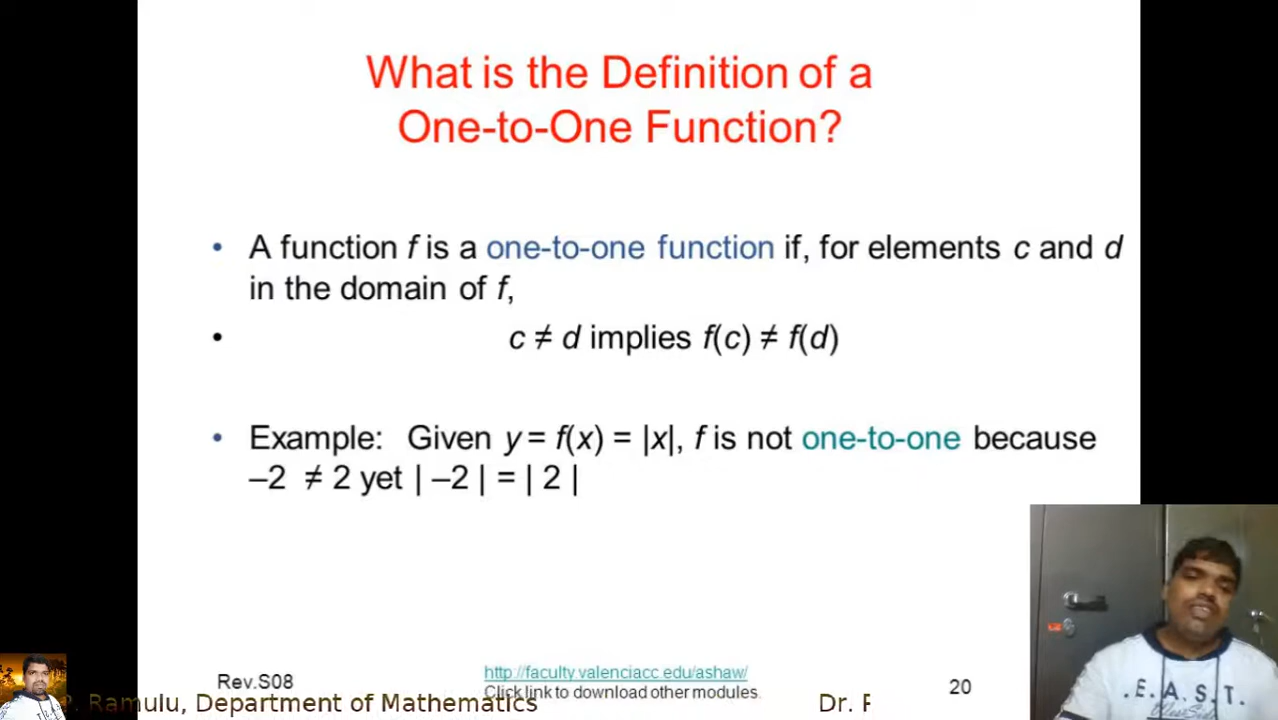 What is the Definition of a
One-to-One Function?
• A function f is a one-to-one function if, for elements c and d
in the domain of f,
• c ≠ d implies f(c) ≠ f(d)
• Example: Given y = f(x) = |x|, f is not one-to-one because
–2 ≠ 2 yet | –2 | = | 2 |
Rev.S08
http://faculty.valenciacc.edu/ashaw/
Click link to download other modules.
20
. Ramulu, Department of Mathematics
Dr.
.E.A.S.T.